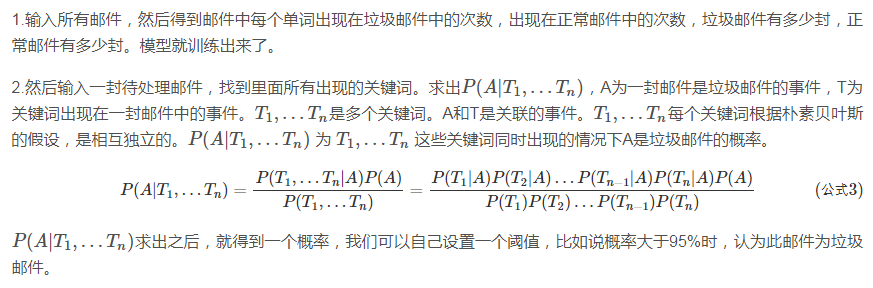 1.输入所有邮件，然后得到邮件中每个单词出现在垃圾邮件中的次数，出现在正常邮件中的次数，垃圾邮件有多少封，正
常邮件有多少封。模型就训练出来了。
2.然后输入一封待处理邮件，找到里面所有出现的关键词。求出P(A|T₁,…Tₙ)，A为一封邮件是垃圾邮件的事件，T为
关键词出现在一封邮件中的事件。T₁,…Tₙ是多个关键词。A和T是关联的事件。T₁,…Tₙ每个关键词根据朴素贝叶斯
的假设，是相互独立的。P(A|T₁,…Tₙ) 为 T₁,…Tₙ 这些关键词同时出现的情况下A是垃圾邮件的概率。
P(A|T₁,…Tₙ) = P(T₁,…Tₙ|A)P(A) / P(T₁,…Tₙ) = P(T₁|A)P(T₂|A)…P(Tₙ₋₁|A)P(Tₙ|A)P(A) / P(T₁)P(T₂)…P(Tₙ₋₁)P(Tₙ) (公式3)
P(A|T₁,…Tₙ)求出之后，就得到一个概率，我们可以自己设置一个阈值，比如说概率大于95%时，认为此邮件为垃圾
邮件。